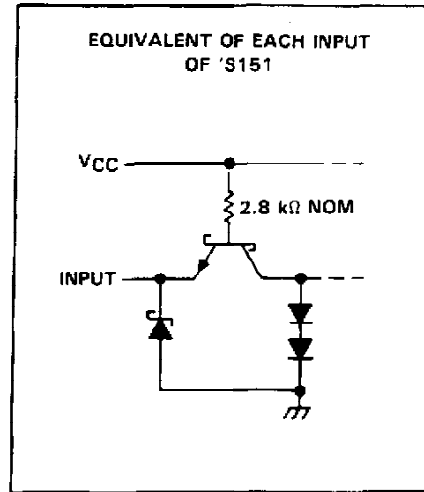 EQUIVALENT OF EACH INPUT
OF 'S151
VCC
2.8 kΩ NOM
INPUT